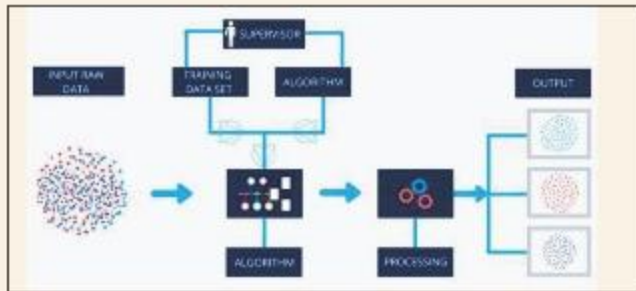 SUPERVISOR
INPUT RAW
DATA
TRAINING
DATA SET
ALGORITHM
OUTPUT
ALGORITHM
PROCESSING